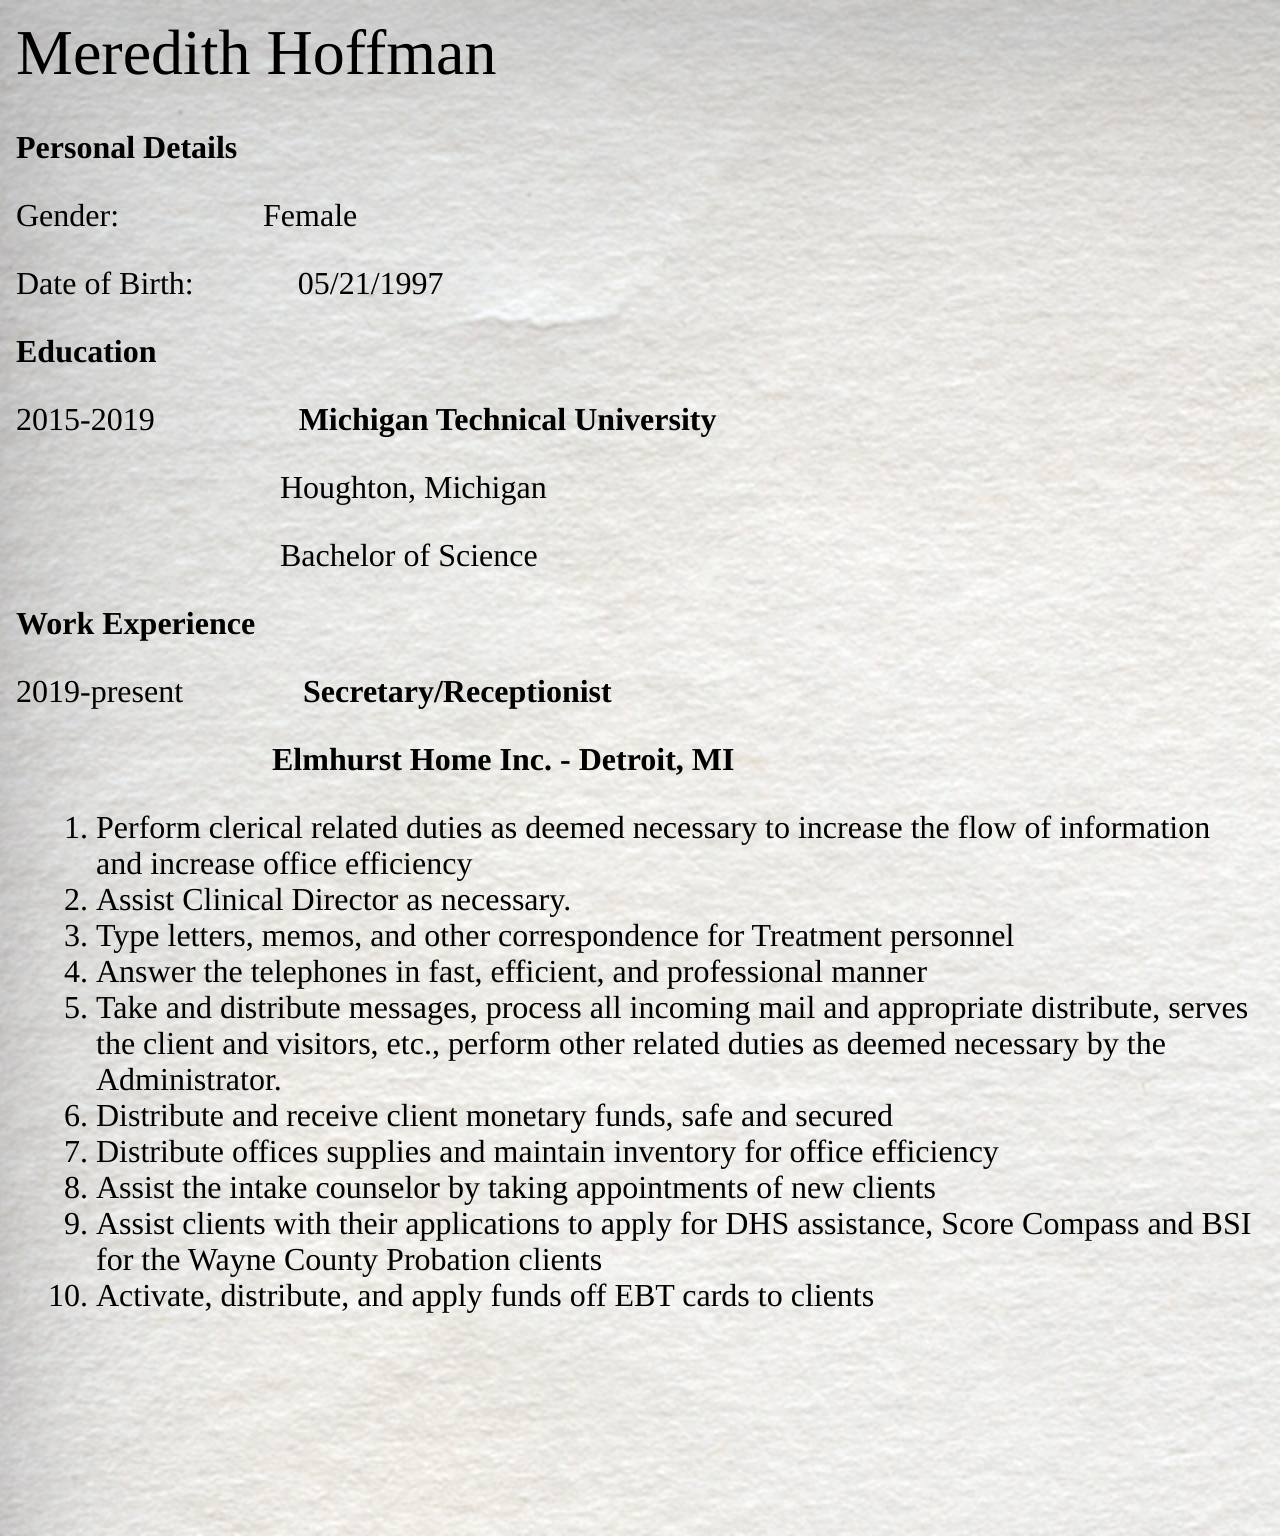 Meredith Hoffman
Personal Details
Gender: Female
Date of Birth: 05/21/1997
Education
2015-2019 Michigan Technical University
Houghton, Michigan
Bachelor of Science
Work Experience
2019-present Secretary/Receptionist
Elmhurst Home Inc. - Detroit, MI
1. Perform clerical related duties as deemed necessary to increase the flow of information
and increase office efficiency
2. Assist Clinical Director as necessary.
3. Type letters, memos, and other correspondence for Treatment personnel
4. Answer the telephones in fast, efficient, and professional manner
5. Take and distribute messages, process all incoming mail and appropriate distribute, serves
the client and visitors, etc., perform other related duties as deemed necessary by the
Administrator.
6. Distribute and receive client monetary funds, safe and secured
7. Distribute offices supplies and maintain inventory for office efficiency
8. Assist the intake counselor by taking appointments of new clients
9. Assist clients with their applications to apply for DHS assistance, Score Compass and BSI
for the Wayne County Probation clients
10. Activate, distribute, and apply funds off EBT cards to clients